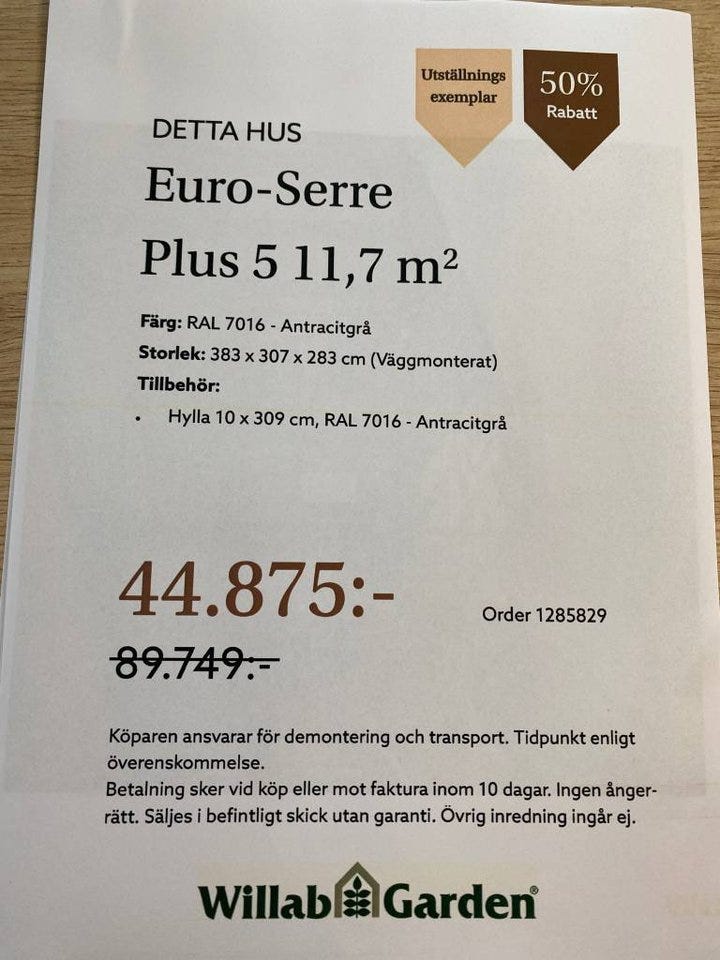 Utställnings
exemplar
50%
Rabatt
DETTA HUS
Euro-Serre
Plus 5 11,7 m²
Färg: RAL 7016 - Antracitgrå
Storlek: 383 x 307 x 283 cm (Väggmonterat)
Tillbehör:
• Hylla 10 x 309 cm, RAL 7016 - Antracitgrå
44.875:-
Order 1285829
89.749:-
Köparen ansvarar för demontering och transport. Tidpunkt enligt
överenskommelse.
Betalning sker vid köp eller mot faktura inom 10 dagar. Ingen ånger-
rätt. Säljes i befintligt skick utan garanti. Övrig inredning ingår ej.
Willab Garden®